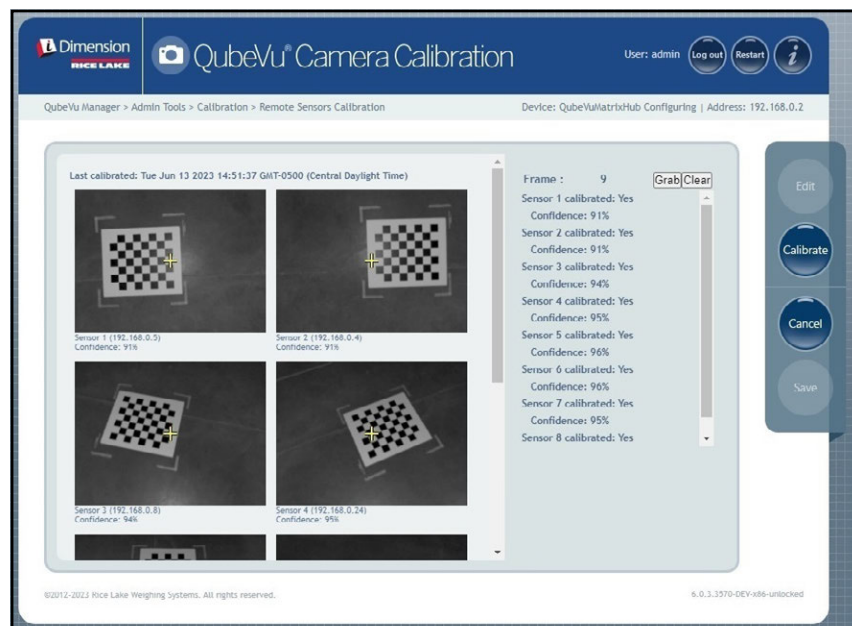 iDimension
RICE LAKE
QubeVu® Camera Calibration
User: admin
Log out
Restart
i
QubeVu Manager > Admin Tools > Calibration > Remote Sensors Calibration
Device: QubeVuMatrixHub Configuring | Address: 192.168.0.2
Last calibrated: Tue Jun 13 2023 14:51:37 GMT-0500 (Central Daylight Time)
Sensor 1 (192.168.0.5)
Confidence: 91%
Sensor 2 (192.168.0.4)
Confidence: 91%
Sensor 3 (192.168.0.8)
Confidence: 94%
Sensor 4 (192.168.0.24)
Confidence: 95%
Frame : 9
Grab
Clear
Sensor 1 calibrated: Yes
Confidence: 91%
Sensor 2 calibrated: Yes
Confidence: 91%
Sensor 3 calibrated: Yes
Confidence: 94%
Sensor 4 calibrated: Yes
Confidence: 95%
Sensor 5 calibrated: Yes
Confidence: 96%
Sensor 6 calibrated: Yes
Confidence: 96%
Sensor 7 calibrated: Yes
Confidence: 95%
Sensor 8 calibrated: Yes
Edit
Calibrate
Cancel
Save
©2012-2023 Rice Lake Weighing Systems. All rights reserved.
6.0.3.3570-DEV-x86-unlocked